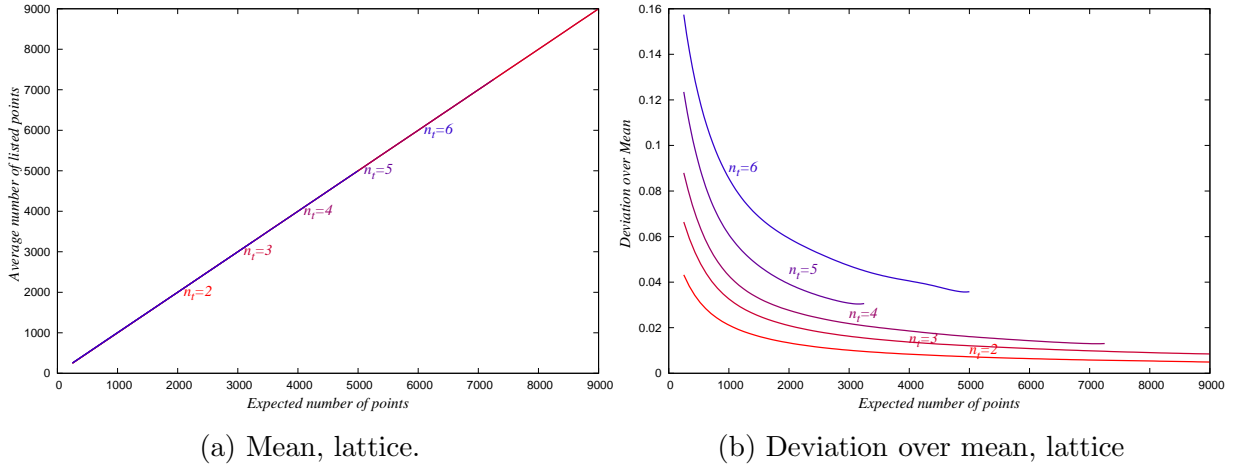 9000
8000
7000
6000
5000
4000
3000
2000
1000
0
0 1000 2000 3000 4000 5000 6000 7000 8000 9000
Average number of listed points
Expected number of points
n_t=6
n_t=5
n_t=4
n_t=3
n_t=2
(a) Mean, lattice.
0.16
0.14
0.12
0.1
0.08
0.06
0.04
0.02
0
0 1000 2000 3000 4000 5000 6000 7000 8000 9000
Deviation over Mean
Expected number of points
n_t=6
n_t=5
n_t=4
n_t=3
n_t=2
(b) Deviation over mean, lattice